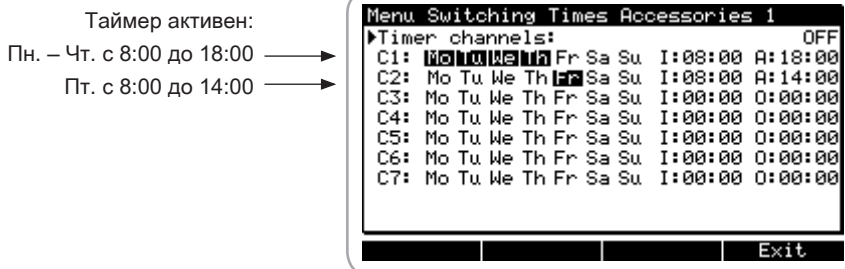 Таймер активен:
Пн. – Чт. с 8:00 до 18:00
Пт. с 8:00 до 14:00
Menu Switching Times Accessories 1
Timer channels: OFF
C1: Mo Tu We Th Fr Sa Su I:08:00 A:18:00
C2: Mo Tu We Th Fr Sa Su I:08:00 A:14:00
C3: Mo Tu We Th Fr Sa Su I:00:00 O:00:00
C4: Mo Tu We Th Fr Sa Su I:00:00 O:00:00
C5: Mo Tu We Th Fr Sa Su I:00:00 O:00:00
C6: Mo Tu We Th Fr Sa Su I:00:00 O:00:00
C7: Mo Tu We Th Fr Sa Su I:00:00 O:00:00
Exit